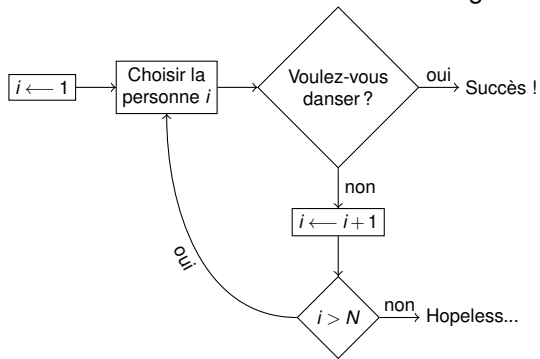 i ← 1
Choisir la
personne i
Voulez-vous
danser ?
oui
Succès !
non
i ← i + 1
oui
i > N
non
Hopeless...